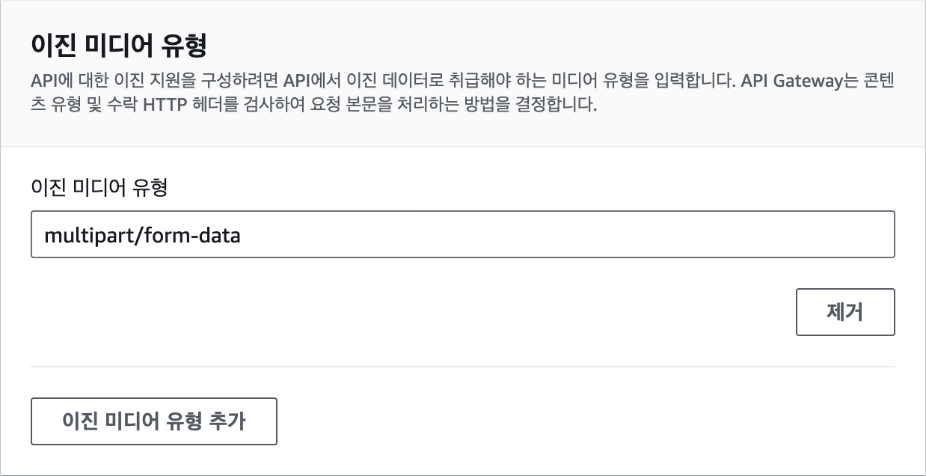 이진 미디어 유형
API에 대한 이진 지원을 구성하려면 API에서 이진 데이터로 취급해야 하는 미디어 유형을 입력합니다. API Gateway는 콘텐
츠 유형 및 수락 HTTP 헤더를 검사하여 요청 본문을 처리하는 방법을 결정합니다.
이진 미디어 유형
multipart/form-data
제거
이진 미디어 유형 추가